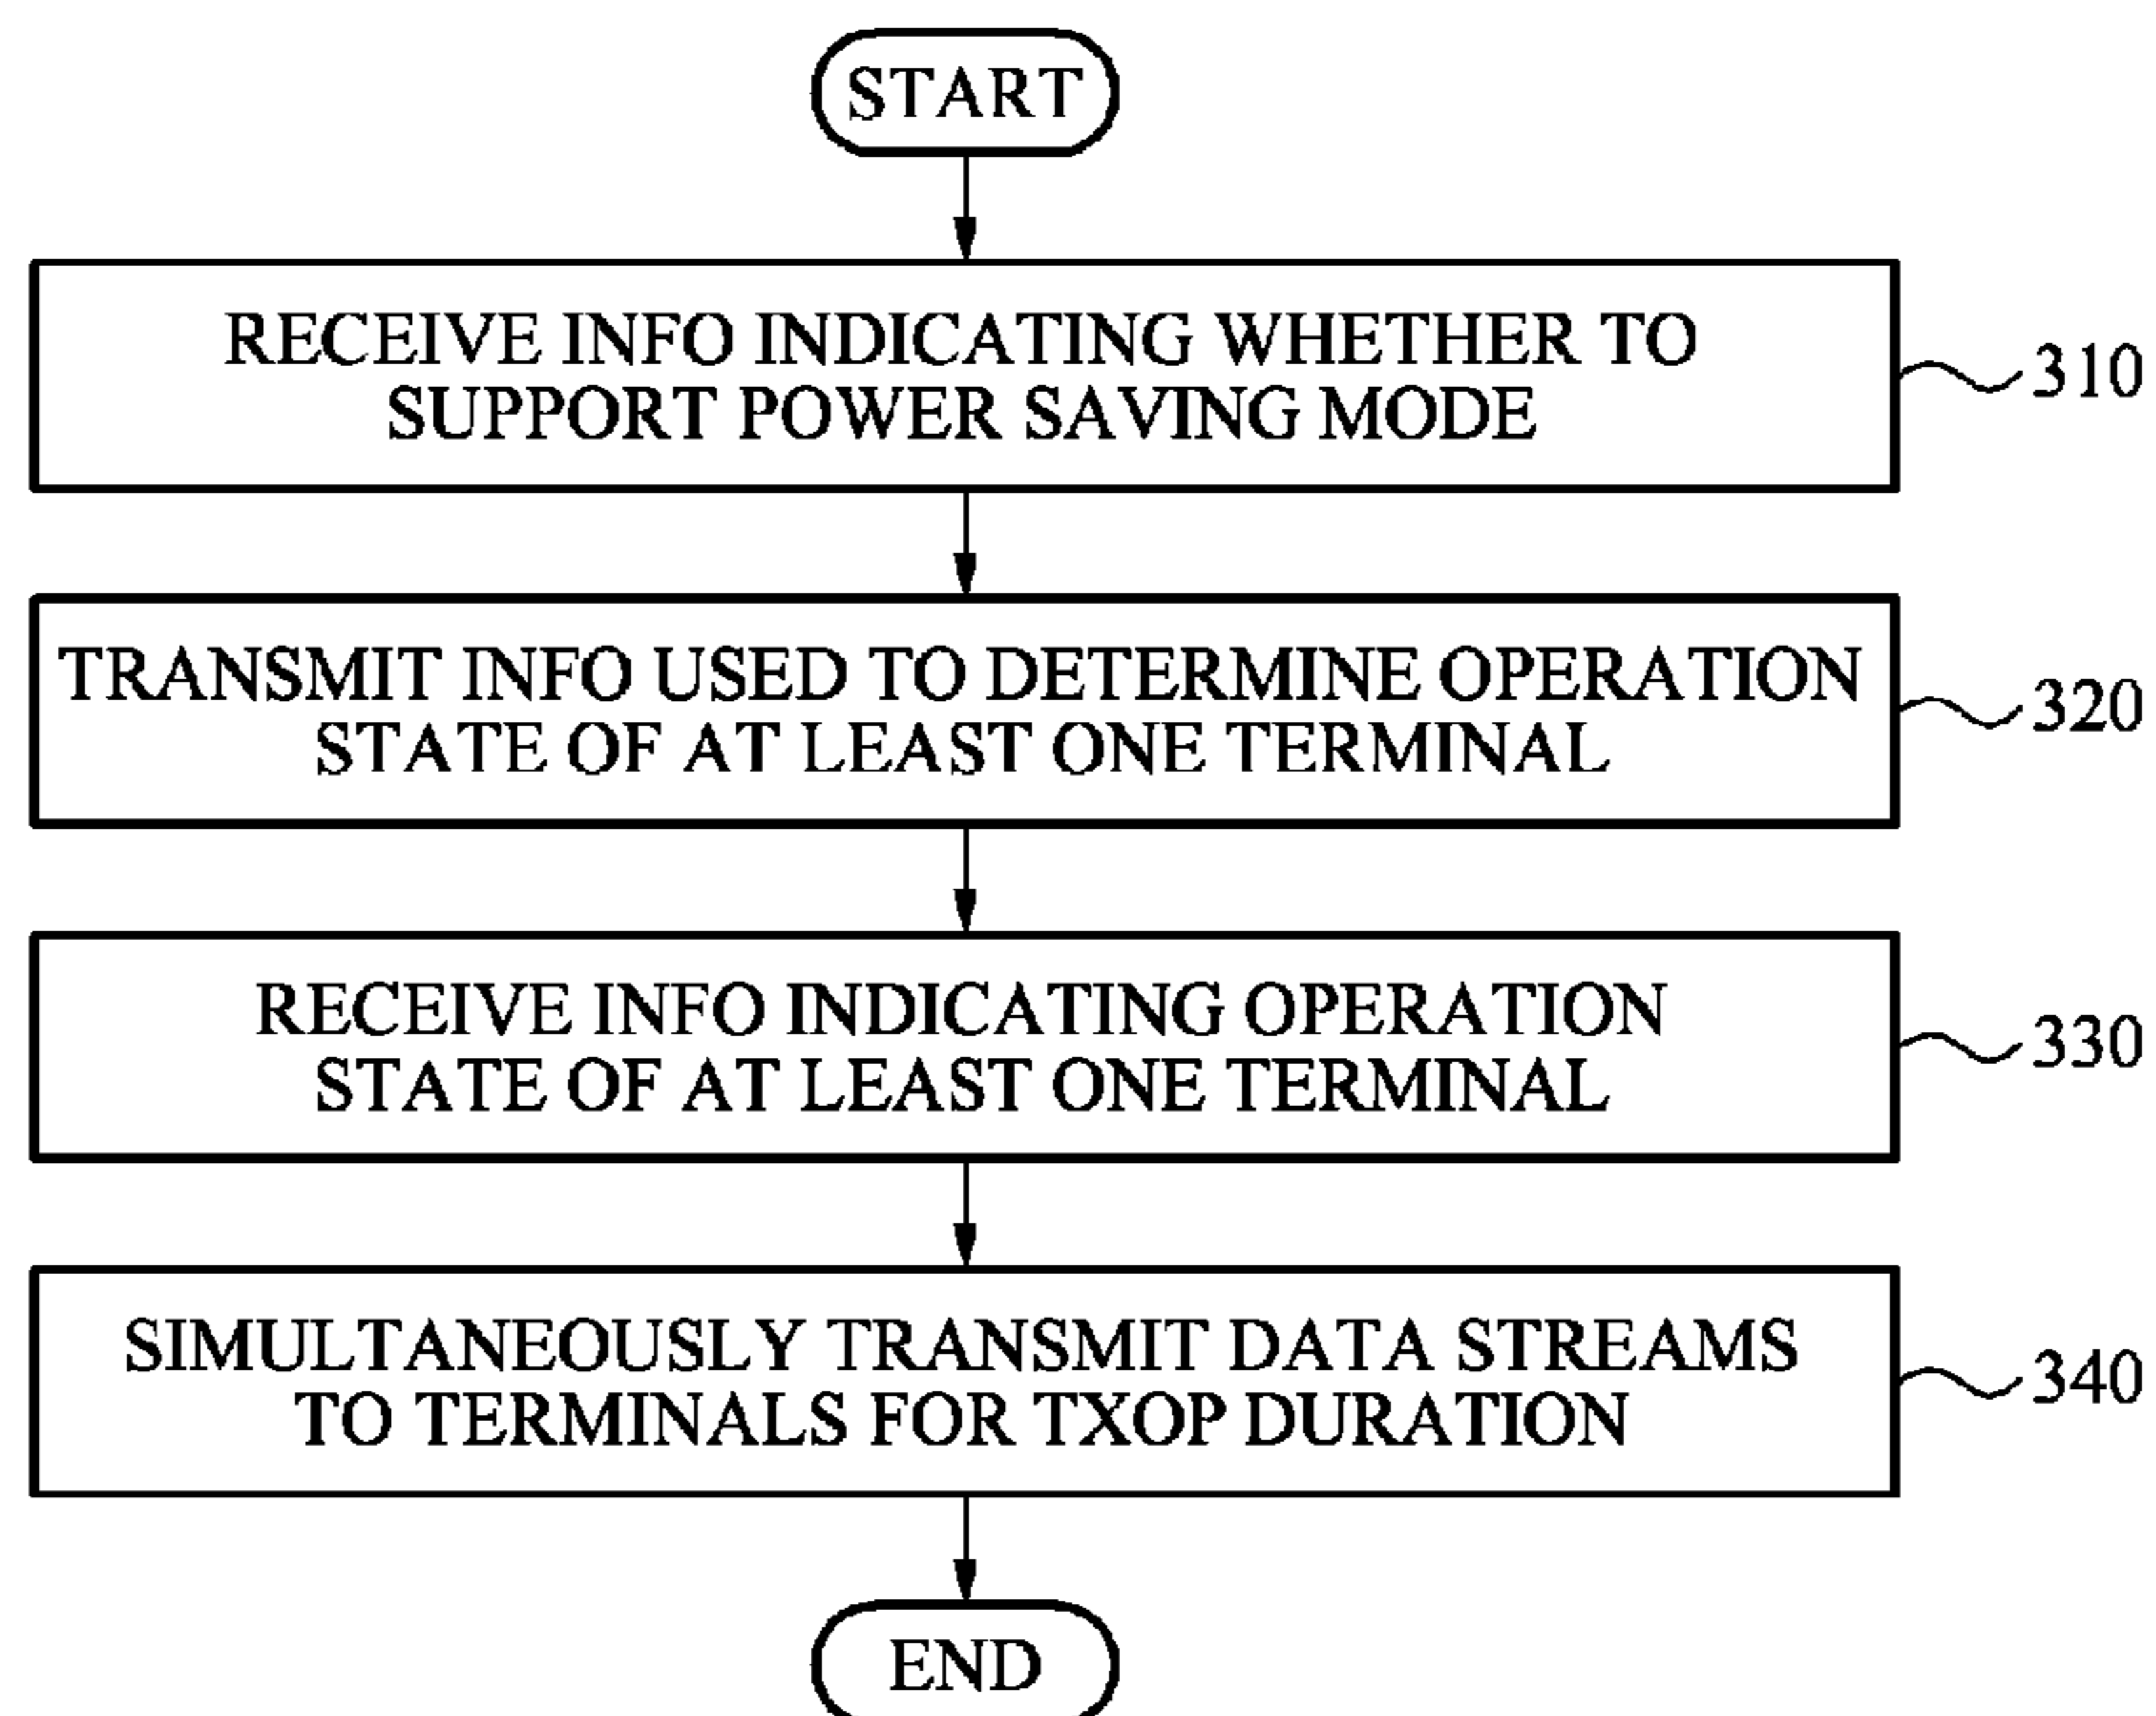 START
RECEIVE INFO INDICATING WHETHER TO
SUPPORT POWER SAVING MODE
310
TRANSMIT INFO USED TO DETERMINE OPERATION
STATE OF AT LEAST ONE TERMINAL
320
RECEIVE INFO INDICATING OPERATION
STATE OF AT LEAST ONE TERMINAL
330
SIMULTANEOUSLY TRANSMIT DATA STREAMS
TO TERMINALS FOR TXOP DURATION
340
END